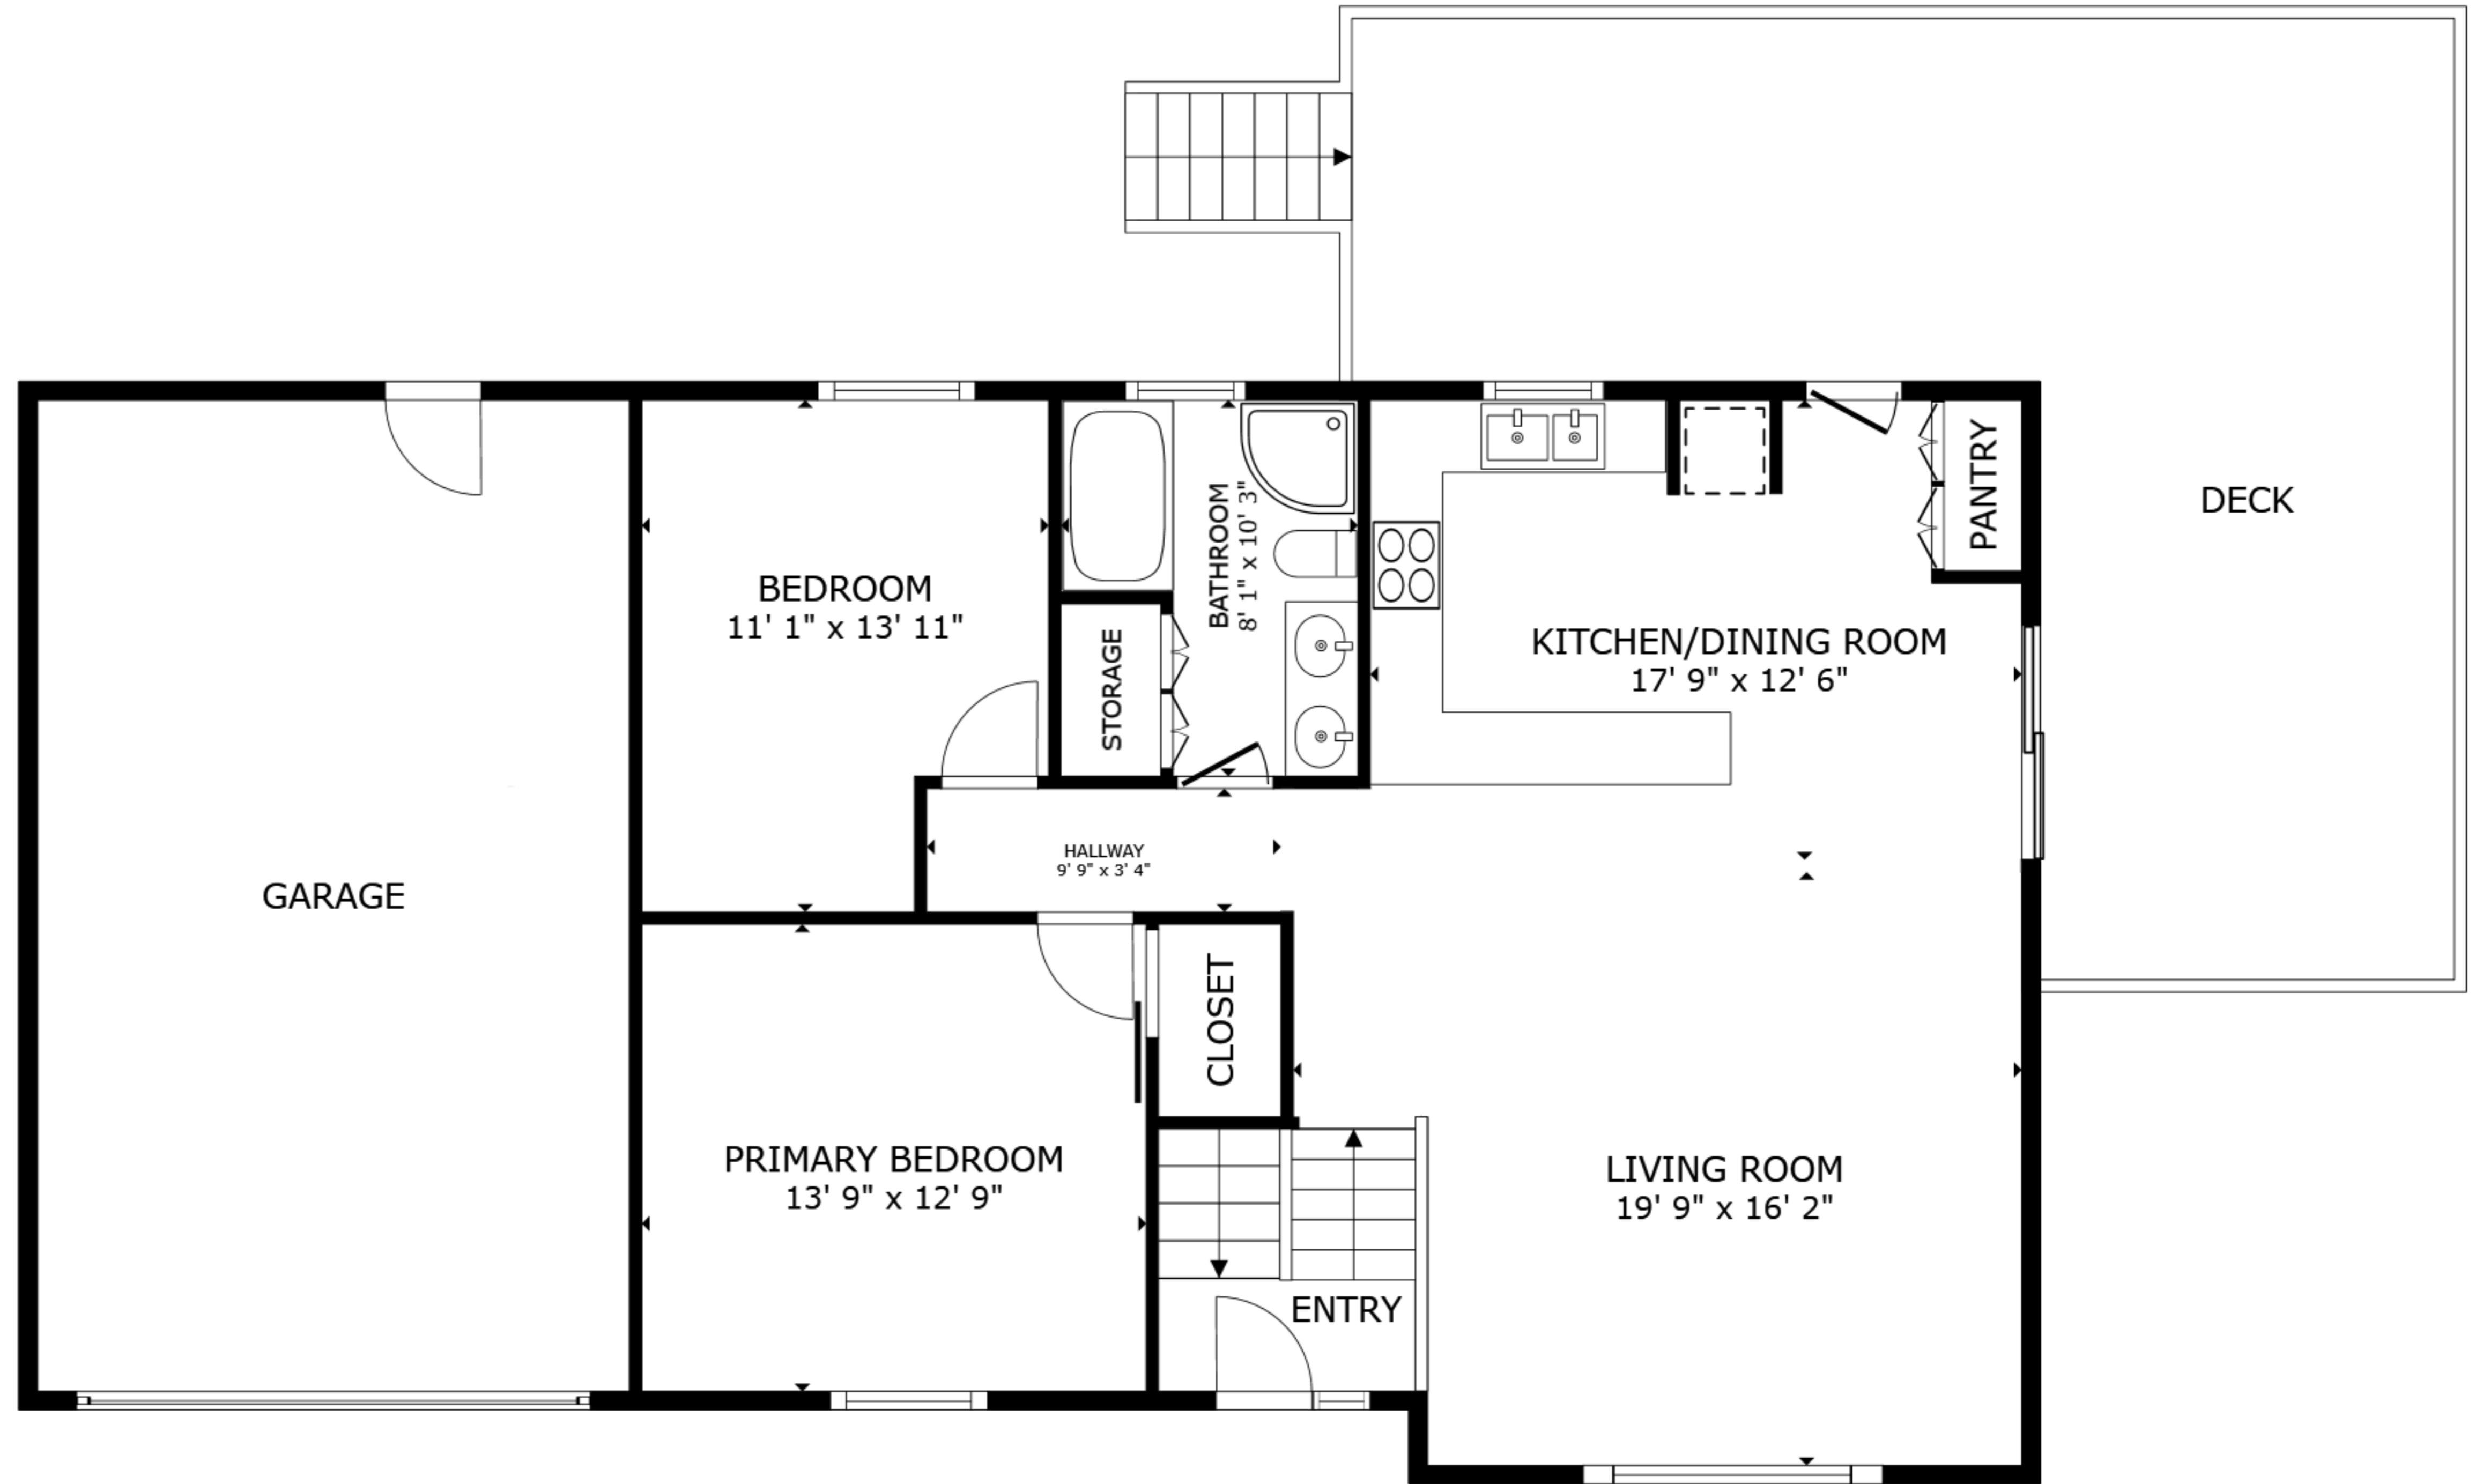 DECK
PANTRY
BATHROOM
8' 1" x 10' 3"
BEDROOM
11' 1" x 13' 11"
STORAGE
KITCHEN/DINING ROOM
17' 9" x 12' 6"
HALLWAY
9' 9" x 3' 4"
GARAGE
CLOSET
PRIMARY BEDROOM
13' 9" x 12' 9"
LIVING ROOM
19' 9" x 16' 2"
ENTRY